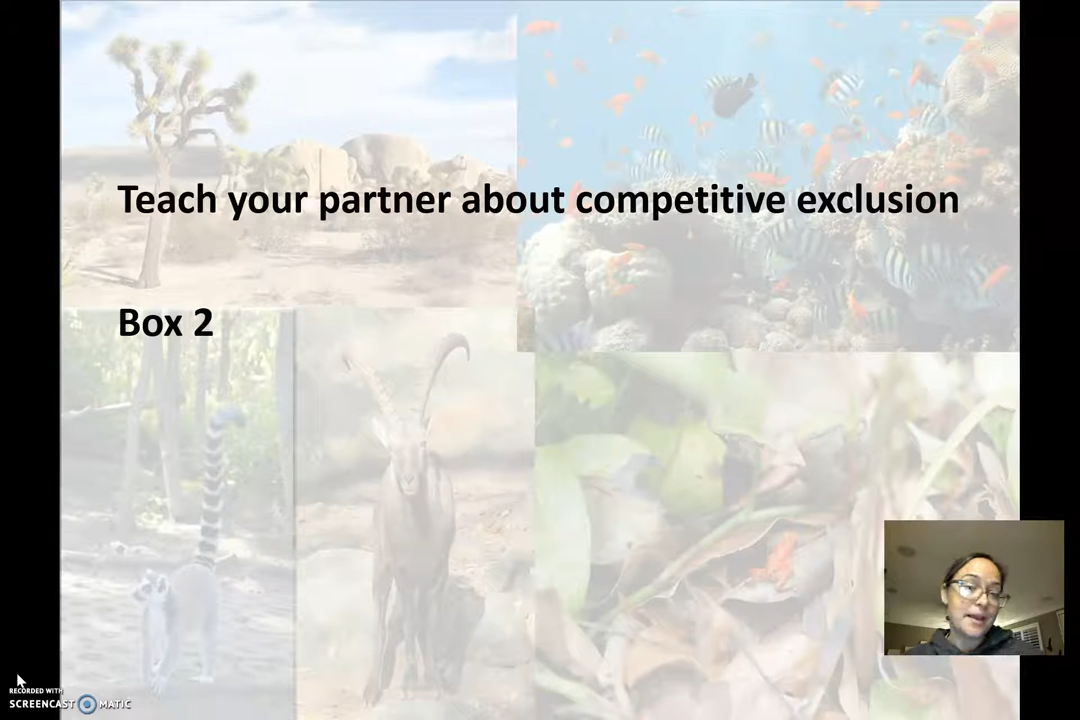 Teach your partner about competitive exclusion
Box 2
RECORDED WITH
SCREENCAST MATIC